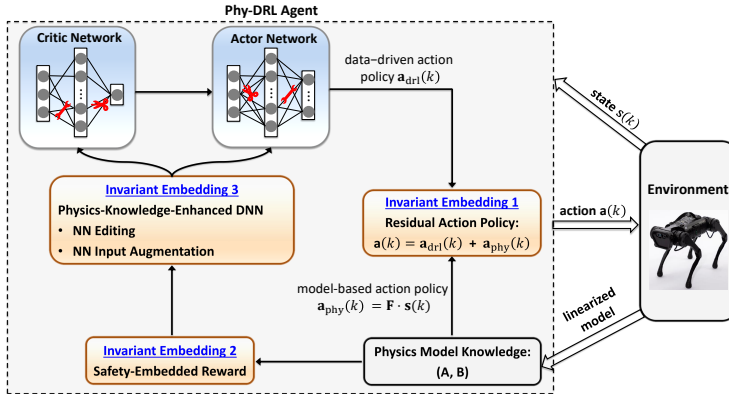 Phy-DRL Agent
Critic Network
Actor Network
data−driven action
policy a_drl(k)
state s(k)
Invariant Embedding 3
Physics-Knowledge-Enhanced DNN
• NN Editing
• NN Input Augmentation
Invariant Embedding 1
Residual Action Policy:
a(k) = a_drl(k) + a_phy(k)
action a(k)
Environment
model-based action policy
a_phy(k) = F · s(k)
linearized
model
Invariant Embedding 2
Safety-Embedded Reward
Physics Model Knowledge:
(A, B)